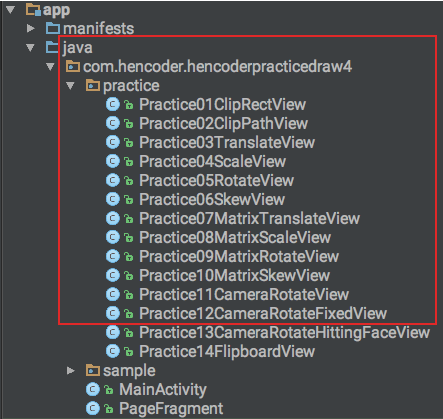 app
manifests
java
com.hencoder.hencoderpracticedraw4
practice
Practice01ClipRectView
Practice02ClipPathView
Practice03TranslateView
Practice04ScaleView
Practice05RotateView
Practice06SkewView
Practice07MatrixTranslateView
Practice08MatrixScaleView
Practice09MatrixRotateView
Practice10MatrixSkewView
Practice11CameraRotateView
Practice12CameraRotateFixedView
Practice13CameraRotateHittingFaceView
Practice14FlipboardView
sample
MainActivity
PageFragment